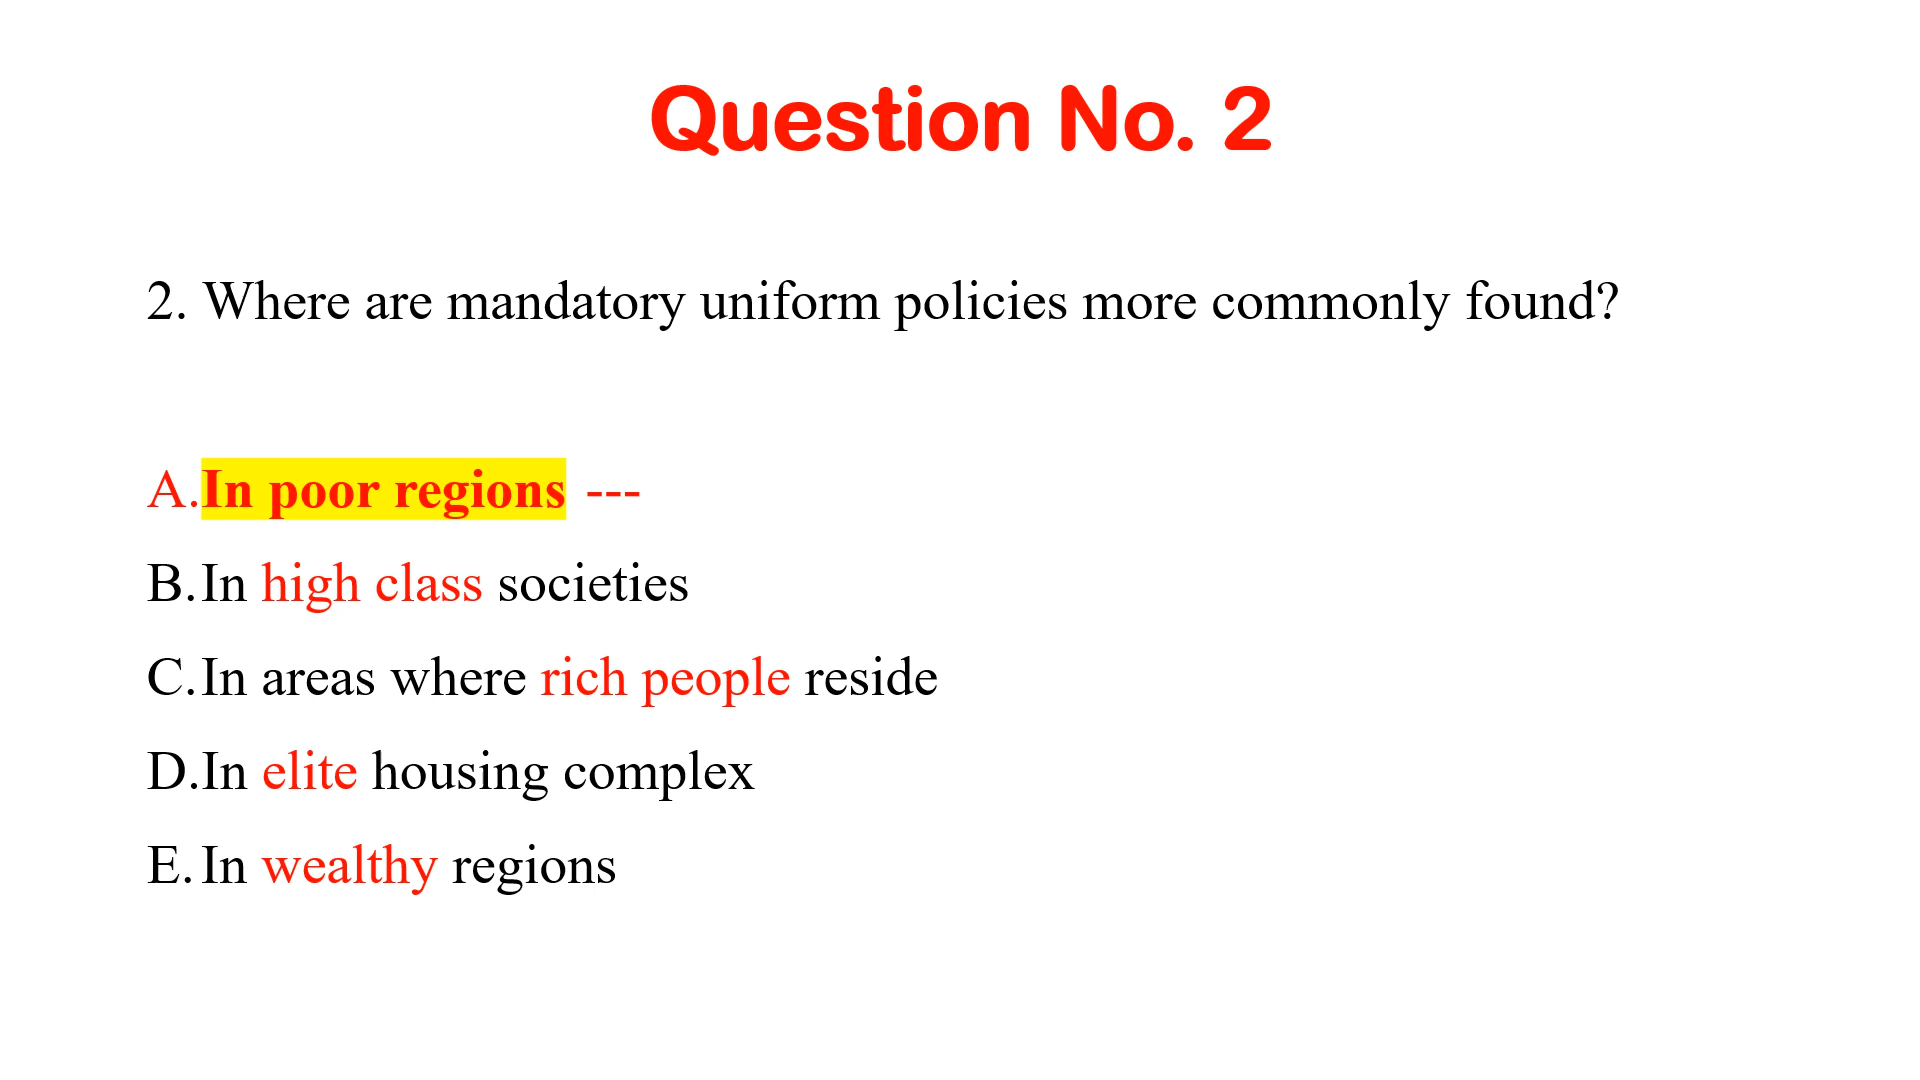 Question No. 2
2. Where are mandatory uniform policies more commonly found?
A. In poor regions ---
B. In high class societies
C. In areas where rich people reside
D. In elite housing complex
E. In wealthy regions